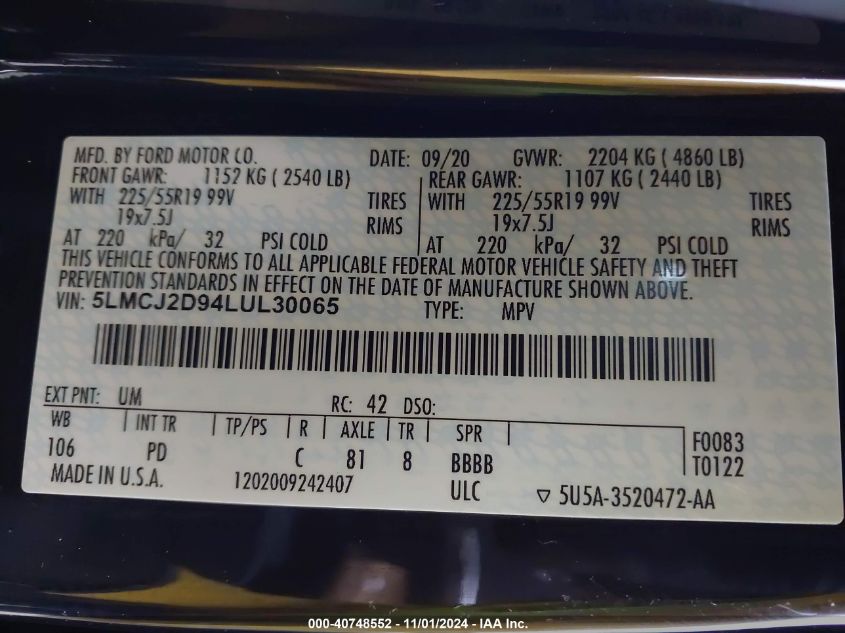 MFD. BY FORD MOTOR CO. DATE: 09/20 GVWR: 2204 KG ( 4860 LB)
FRONT GAWR: 1152 KG ( 2540 LB) REAR GAWR: 1107 KG ( 2440 LB)
WITH 225/55R19 99V TIRES WITH 225/55R19 99V TIRES
19x7.5J RIMS 19x7.5J RIMS
AT 220 kPa/ 32 PSI COLD AT 220 kPa/ 32 PSI COLD
THIS VEHICLE CONFORMS TO ALL APPLICABLE FEDERAL MOTOR VEHICLE SAFETY AND THEFT
PREVENTION STANDARDS IN EFFECT ON THE DATE OF MANUFACTURE SHOWN ABOVE.
VIN: 5LMCJ2D94LUL30065 TYPE: MPV
EXT PNT: UM RC: 42 DSO:
WB INT TR TP/PS R AXLE TR SPR F0083
106 PD C 81 8 BBBB T0122
MADE IN U.S.A. 1202009242407 ULC ▽ 5U5A-3520472-AA
000-40748552 - 11/01/2024 - IAA Inc.